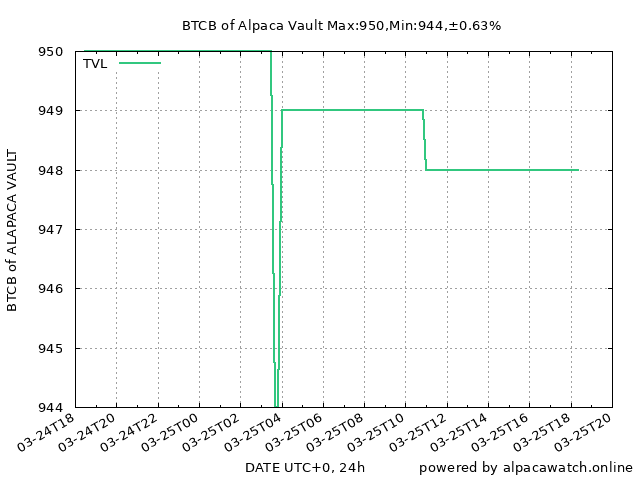 BTCB of Alpaca Vault Max:950,Min:944,±0.63%
TVL
950
949
948
947
946
945
944
BTCB of ALAPACA VAULT
03-24T18
03-24T20
03-24T22
03-25T00
03-25T02
03-25T04
03-25T06
03-25T08
03-25T10
03-25T12
03-25T14
03-25T16
03-25T18
03-25T20
DATE UTC+0, 24h
powered by alpacawatch.online